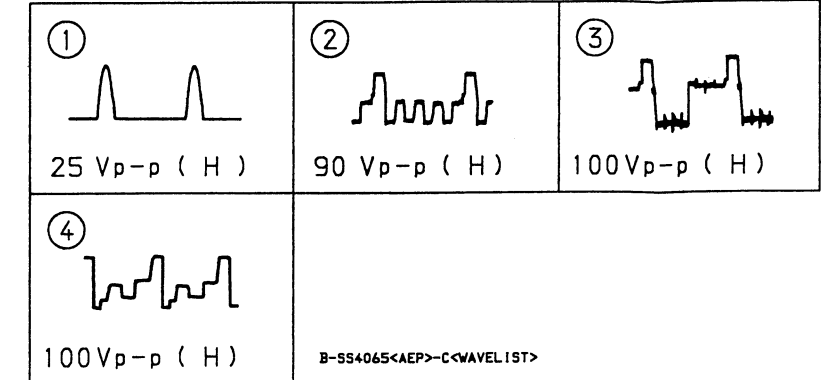 ①
②
③
25 Vp-p ( H )
90 Vp-p ( H )
100Vp-p ( H )
④
100Vp-p ( H )
B-SS4065<AEP>-C<WAVELIST>